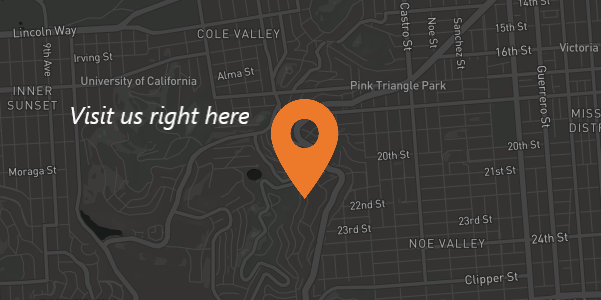 Lincoln Way
9th Ave
Irving St
COLE VALLEY
University of California
Alma St
INNER
SUNSET
Visit us right here
Moraga St
Castro St
Noe St
Sanchez St
14th St
15th St
16th St
Victoria
Pink Triangle Park
Guerrero St
MISS
DISTR
20th St
20th St
21st St
22nd St
23rd St
23rd St
NOE VALLEY
24th St
Clipper St